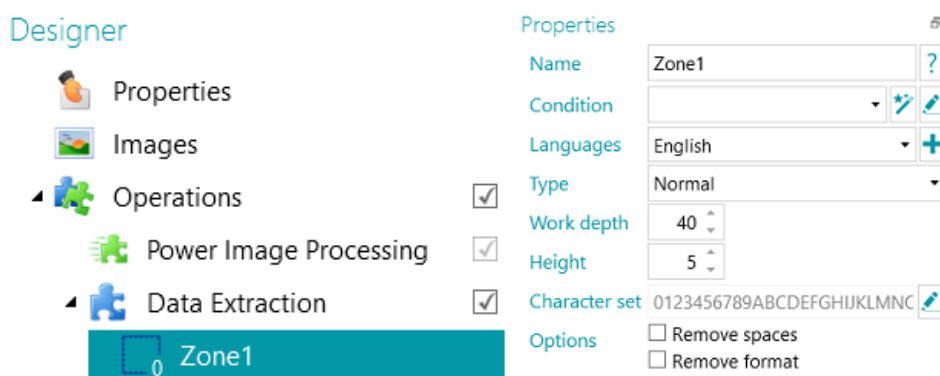 Designer
Properties
Images
Operations
Power Image Processing
Data Extraction
0
Zone1
Properties
Name Zone1 ?
Condition
Languages English
Type Normal
Work depth 40
Height 5
Character set 0123456789ABCDEFGHIJKLMNC
Options Remove spaces
Remove format